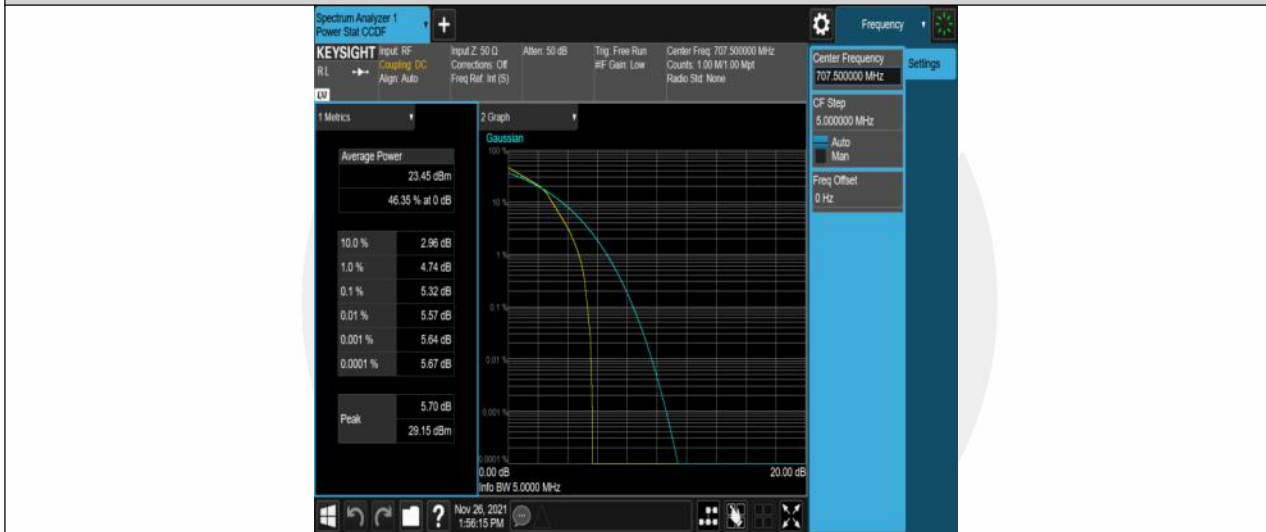 Spectrum Analyzer 1
Power Stat CCDF
+
Frequency
KEYSIGHT
RL
LV
Input: RF
Coupling: DC
Align: Auto
Input Z: 50 Ω
Corrections: Off
Freq Ref: Int (S)
Atten: 50 dB
Trig: Free Run
#IF Gain: Low
Center Freq: 707.500000 MHz
Counts: 1.00 M/1.00 Mpt
Radio Std: None
Center Frequency
707.500000 MHz
Settings
CF Step
5.000000 MHz
Auto
Man
Freq Offset
0 Hz
1 Metrics
Average Power
23.45 dBm
46.35 % at 0 dB
10.0 % 2.96 dB
1.0 % 4.74 dB
0.1 % 5.32 dB
0.01 % 5.57 dB
0.001 % 5.64 dB
0.0001 % 5.67 dB
Peak
5.70 dB
29.15 dBm
2 Graph
Gaussian
100 %
10 %
1 %
0.1 %
0.01 %
0.001 %
0.0001 %
0.00 dB 20.00 dB
Info BW 5.0000 MHz
?
Nov 26, 2021
1:56:15 PM